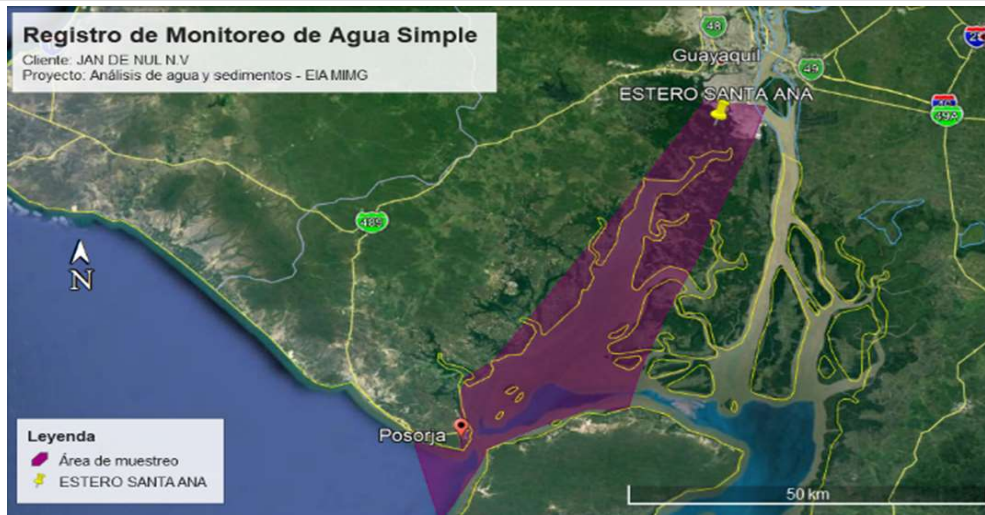 Registro de Monitoreo de Agua Simple
Cliente: JAN DE NUL N.V
Proyecto: Análisis de agua y sedimentos - EIA MIMG
48
Guayaquil
49
40
ESTERO SANTA ANA
49A
N
Posorja
Leyenda
Área de muestreo
ESTERO SANTA ANA
50 km